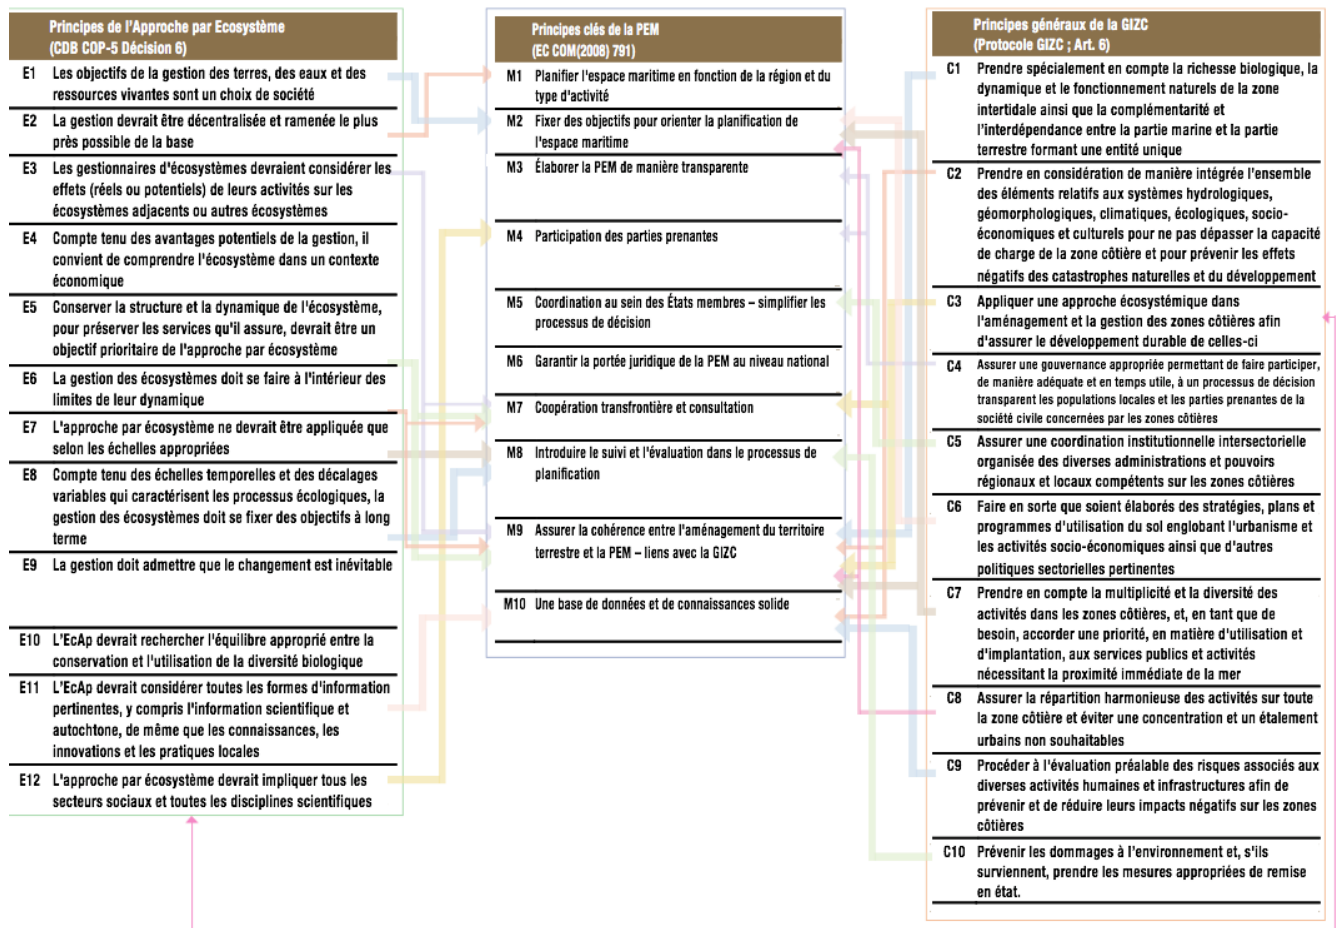 Principes de l'Approche par Ecosystème
(CDB COP-5 Décision 6)
E1 Les objectifs de la gestion des terres, des eaux et des
ressources vivantes sont un choix de société
E2 La gestion devrait être décentralisée et ramenée le plus
près possible de la base
E3 Les gestionnaires d'écosystèmes devraient considérer les
effets (réels ou potentiels) de leurs activités sur les
écosystèmes adjacents ou autres écosystèmes
E4 Compte tenu des avantages potentiels de la gestion, il
convient de comprendre l'écosystème dans un contexte
économique
E5 Conserver la structure et la dynamique de l'écosystème,
pour préserver les services qu'il assure, devrait être un
objectif prioritaire de l'approche par écosystème
E6 La gestion des écosystèmes doit se faire à l'intérieur des
limites de leur dynamique
E7 L'approche par écosystème ne devrait être appliquée que
selon les échelles appropriées
E8 Compte tenu des échelles temporelles et des décalages
variables qui caractérisent les processus écologiques, la
gestion des écosystèmes doit se fixer des objectifs à long
terme
E9 La gestion doit admettre que le changement est inévitable
E10 L'EcAp devrait rechercher l'équilibre approprié entre la
conservation et l'utilisation de la diversité biologique
E11 L'EcAp devrait considérer toutes les formes d'information
pertinentes, y compris l'information scientifique et
autochtone, de même que les connaissances, les
innovations et les pratiques locales
E12 L'approche par écosystème devrait impliquer tous les
secteurs sociaux et toutes les disciplines scientifiques
Principes clés de la PEM
(EC COM(2008) 791)
M1 Planifier l'espace maritime en fonction de la région et du
type d'activité
M2 Fixer des objectifs pour orienter la planification de
l'espace maritime
M3 Élaborer la PEM de manière transparente
M4 Participation des parties prenantes
M5 Coordination au sein des États membres – simplifier les
processus de décision
M6 Garantir la portée juridique de la PEM au niveau national
M7 Coopération transfrontière et consultation
M8 Introduire le suivi et l'évaluation dans le processus de
planification
M9 Assurer la cohérence entre l'aménagement du territoire
terrestre et la PEM – liens avec la GIZC
M10 Une base de données et de connaissances solide
Principes généraux de la GIZC
(Protocole GIZC ; Art. 6)
C1 Prendre spécialement en compte la richesse biologique, la
dynamique et le fonctionnement naturels de la zone
intertidale ainsi que la complémentarité et
l'interdépendance entre la partie marine et la partie
terrestre formant une entité unique
C2 Prendre en considération de manière intégrée l'ensemble
des éléments relatifs aux systèmes hydrologiques,
géomorphologiques, climatiques, écologiques, socio-
économiques et culturels pour ne pas dépasser la capacité
de charge de la zone côtière et pour prévenir les effets
négatifs des catastrophes naturelles et du développement
C3 Appliquer une approche écosystémique dans
l'aménagement et la gestion des zones côtières afin
d'assurer le développement durable de celles-ci
C4 Assurer une gouvernance appropriée permettant de faire participer,
de manière adéquate et en temps utile, à un processus de décision
transparent les populations locales et les parties prenantes de la
société civile concernées par les zones côtières
C5 Assurer une coordination institutionnelle intersectorielle
organisée des diverses administrations et pouvoirs
régionaux et locaux compétents sur les zones côtières
C6 Faire en sorte que soient élaborés des stratégies, plans et
programmes d'utilisation du sol englobant l'urbanisme et
les activités socio-économiques ainsi que d'autres
politiques sectorielles pertinentes
C7 Prendre en compte la multiplicité et la diversité des
activités dans les zones côtières, et, en tant que de
besoin, accorder une priorité, en matière d'utilisation et
d'implantation, aux services publics et activités
nécessitant la proximité immédiate de la mer
C8 Assurer la répartition harmonieuse des activités sur toute
la zone côtière et éviter une concentration et un étalement
urbains non souhaitables
C9 Procéder à l'évaluation préalable des risques associés aux
diverses activités humaines et infrastructures afin de
prévenir et de réduire leurs impacts négatifs sur les zones
côtières
C10 Prévenir les dommages à l'environnement et, s'ils
surviennent, prendre les mesures appropriées de remise
en état.